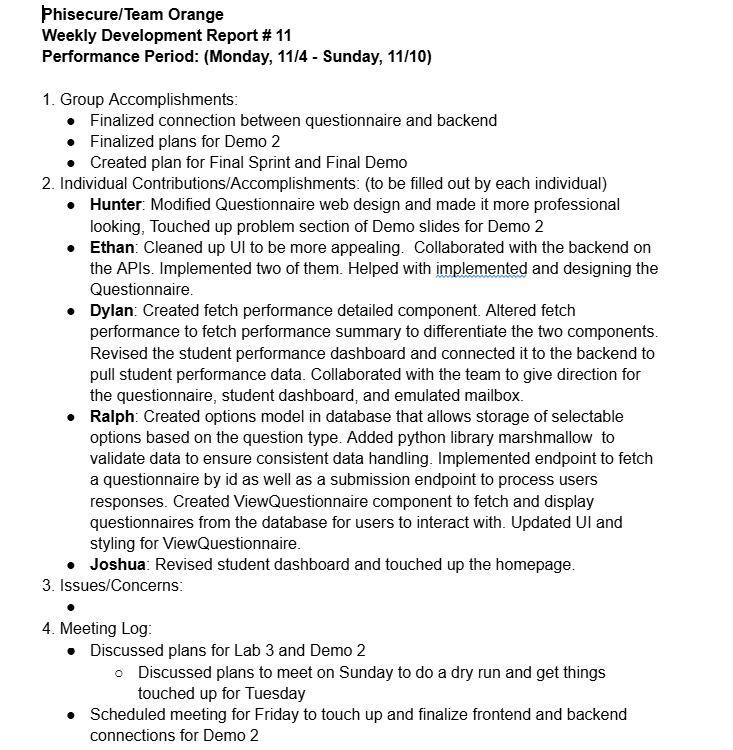 Phisecure/Team Orange
Weekly Development Report # 11
Performance Period: (Monday, 11/4 - Sunday, 11/10)
1. Group Accomplishments:
● Finalized connection between questionnaire and backend
● Finalized plans for Demo 2
● Created plan for Final Sprint and Final Demo
2. Individual Contributions/Accomplishments: (to be filled out by each individual)
● Hunter: Modified Questionnaire web design and made it more professional
looking, Touched up problem section of Demo slides for Demo 2
● Ethan: Cleaned up UI to be more appealing.  Collaborated with the backend on
the APIs. Implemented two of them. Helped with implemented and designing the
Questionnaire.
● Dylan: Created fetch performance detailed component. Altered fetch
performance to fetch performance summary to differentiate the two components.
Revised the student performance dashboard and connected it to the backend to
pull student performance data. Collaborated with the team to give direction for
the questionnaire, student dashboard, and emulated mailbox.
● Ralph: Created options model in database that allows storage of selectable
options based on the question type. Added python library marshmallow  to
validate data to ensure consistent data handling. Implemented endpoint to fetch
a questionnaire by id as well as a submission endpoint to process users
responses. Created ViewQuestionnaire component to fetch and display
questionnaires from the database for users to interact with. Updated UI and
styling for ViewQuestionnaire.
● Joshua: Revised student dashboard and touched up the homepage.
3. Issues/Concerns:
●
4. Meeting Log:
● Discussed plans for Lab 3 and Demo 2
○ Discussed plans to meet on Sunday to do a dry run and get things
touched up for Tuesday
● Scheduled meeting for Friday to touch up and finalize frontend and backend
connections for Demo 2